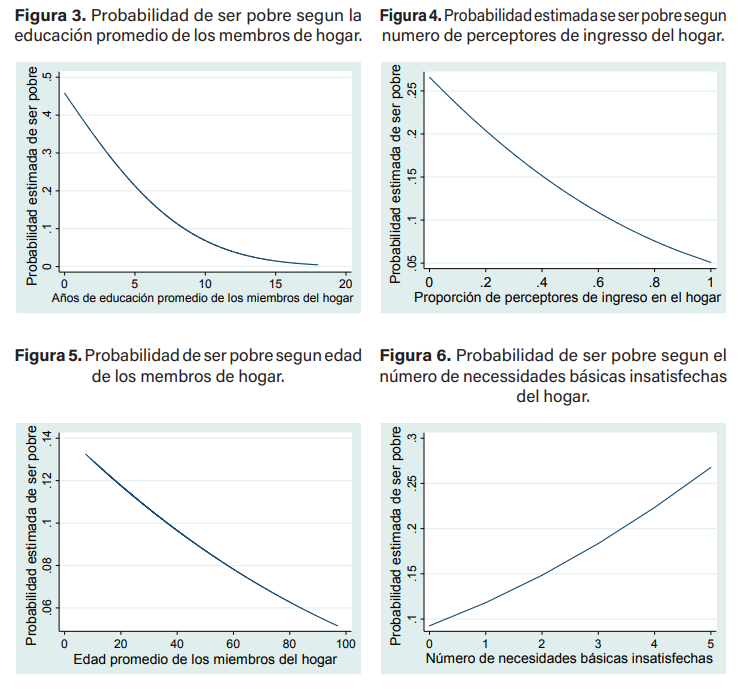 Figura 3. Probabilidad de ser pobre segun la
educación promedio de los membros de hogar.
.5
.4
.3
.2
.1
0
Probabilidad estimada de ser pobre
0 5 10 15 20
Años de educación promedio de los miembros del hogar
Figura 4. Probabilidad estimada se ser pobre segun
numero de perceptores de ingresso del hogar.
.25
.2
.15
.1
.05
Probabilidad estimada de ser pobre
0 .2 .4 .6 .8 1
Proporción de perceptores de ingreso en el hogar
Figura 5. Probabilidad de ser pobre segun edad
de los membros de hogar.
.14
.12
.1
.08
.06
Probabilidad estimada de ser pobre
0 20 40 60 80 100
Edad promedio de los miembros del hogar
Figura 6. Probabilidad de ser pobre segun el
número de necessidades básicas insatisfechas
del hogar.
.3
.25
.2
.15
.1
Probabilidad estimada de ser pobre
0 1 2 3 4 5
Número de necesidades básicas insatisfechas